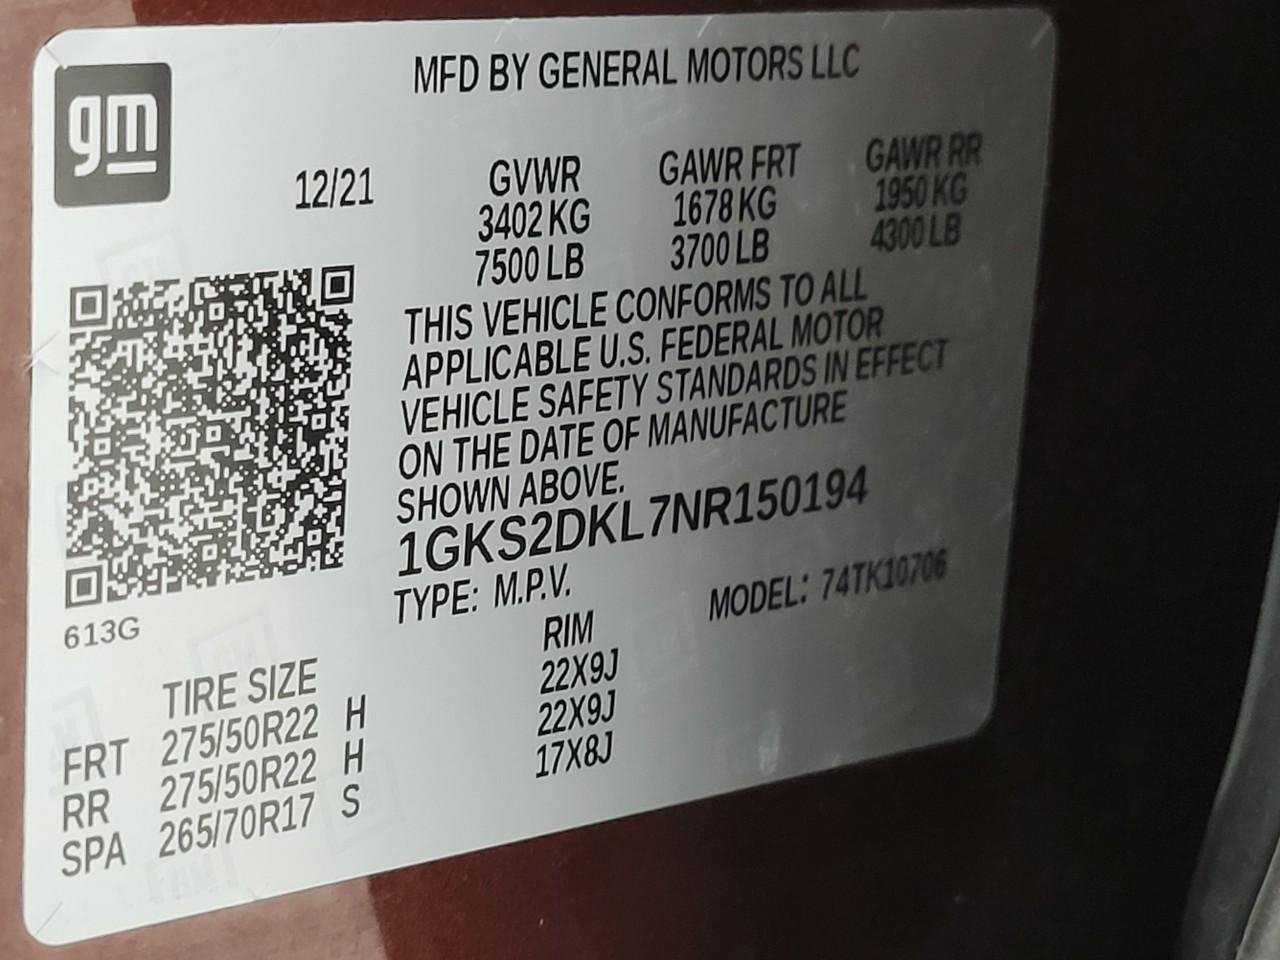 gm
MFD BY GENERAL MOTORS LLC
12/21 GVWR GAWR FRT GAWR RR
3402 KG 1678 KG 1950 KG
7500 LB 3700 LB 4300 LB
THIS VEHICLE CONFORMS TO ALL
APPLICABLE U.S. FEDERAL MOTOR
VEHICLE SAFETY STANDARDS IN EFFECT
ON THE DATE OF MANUFACTURE
SHOWN ABOVE.
1GKS2DKL7NR150194
TYPE: M.P.V. MODEL: 74TK10706
613G
TIRE SIZE RIM
FRT 275/50R22 H 22X9J
RR 275/50R22 H 22X9J
SPA 265/70R17 S 17X8J